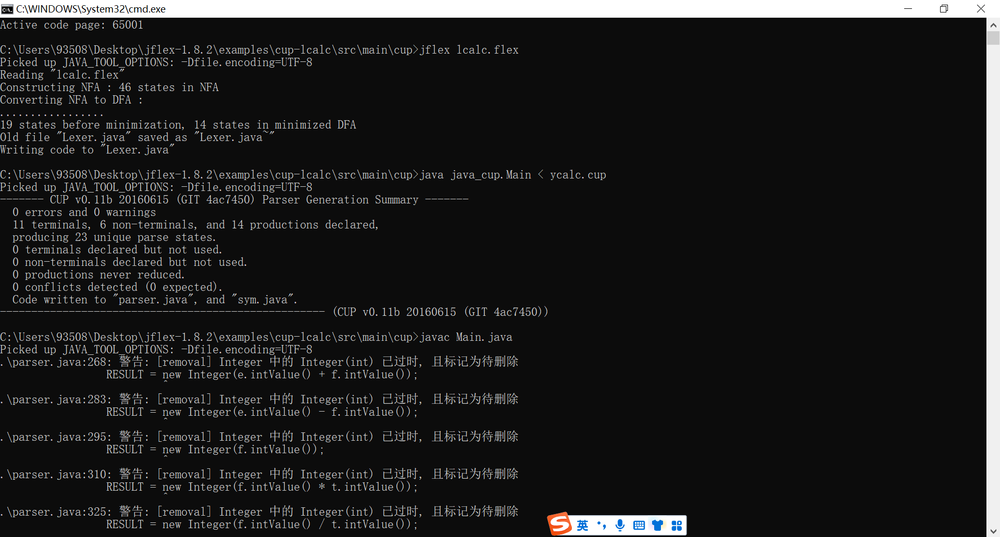 C:\WINDOWS\System32\cmd.exe
Active code page: 65001
C:\Users\93508\Desktop\jflex-1.8.2\examples\cup-lcalc\src\main\cup>jflex lcalc.flex
Picked up JAVA_TOOL_OPTIONS: -Dfile.encoding=UTF-8
Reading "lcalc.flex"
Constructing NFA : 46 states in NFA
Converting NFA to DFA :
.................
19 states before minimization, 14 states in minimized DFA
Old file "Lexer.java" saved as "Lexer.java~"
Writing code to "Lexer.java"
C:\Users\93508\Desktop\jflex-1.8.2\examples\cup-lcalc\src\main\cup>java java_cup.Main < ycalc.cup
Picked up JAVA_TOOL_OPTIONS: -Dfile.encoding=UTF-8
------- CUP v0.11b 20160615 (GIT 4ac7450) Parser Generation Summary -------
  0 errors and 0 warnings
  11 terminals, 6 non-terminals, and 14 productions declared,
  producing 23 unique parse states.
  0 terminals declared but not used.
  0 non-terminals declared but not used.
  0 productions never reduced.
  0 conflicts detected (0 expected).
  Code written to "parser.java", and "sym.java".
---------------------------------------------------- (CUP v0.11b 20160615 (GIT 4ac7450))
C:\Users\93508\Desktop\jflex-1.8.2\examples\cup-lcalc\src\main\cup>javac Main.java
Picked up JAVA_TOOL_OPTIONS: -Dfile.encoding=UTF-8
.\parser.java:268: 警告: [removal] Integer 中的 Integer(int) 已过时, 且标记为待删除
                 RESULT = new Integer(e.intValue() + f.intValue());
                          ^
.\parser.java:283: 警告: [removal] Integer 中的 Integer(int) 已过时, 且标记为待删除
                 RESULT = new Integer(e.intValue() - f.intValue());
                          ^
.\parser.java:295: 警告: [removal] Integer 中的 Integer(int) 已过时, 且标记为待删除
                 RESULT = new Integer(f.intValue());
                          ^
.\parser.java:310: 警告: [removal] Integer 中的 Integer(int) 已过时, 且标记为待删除
                 RESULT = new Integer(f.intValue() * t.intValue());
                          ^
.\parser.java:325: 警告: [removal] Integer 中的 Integer(int) 已过时, 且标记为待删除
                 RESULT = new Integer(f.intValue() / t.intValue());
英